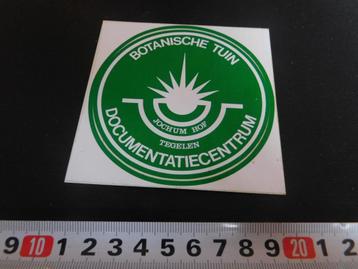 BOTANISCHE TUIN
JOCHUM HOF
TEGELEN
DOCUMENTATIECENTRUM
9 10 1 2 3 4 5 6 7 8 9 20 1 2